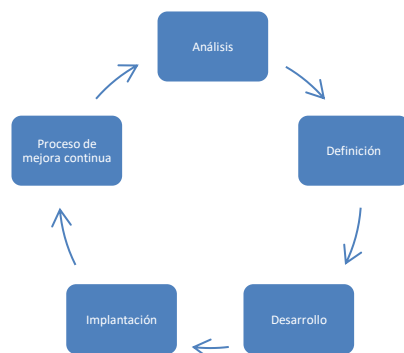 Análisis
Definición
Desarrollo
Implantación
Proceso de
mejora continua